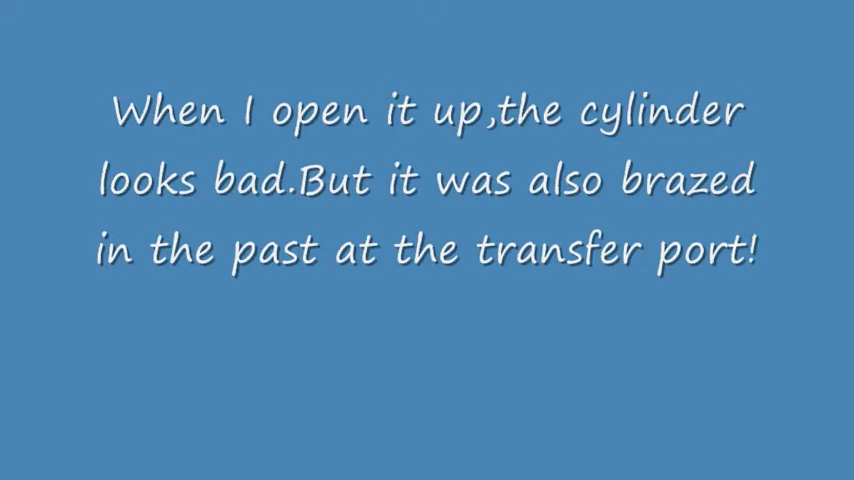 When I open it up,the cylinder
looks bad.But it was also brazed
in the past at the transfer port!